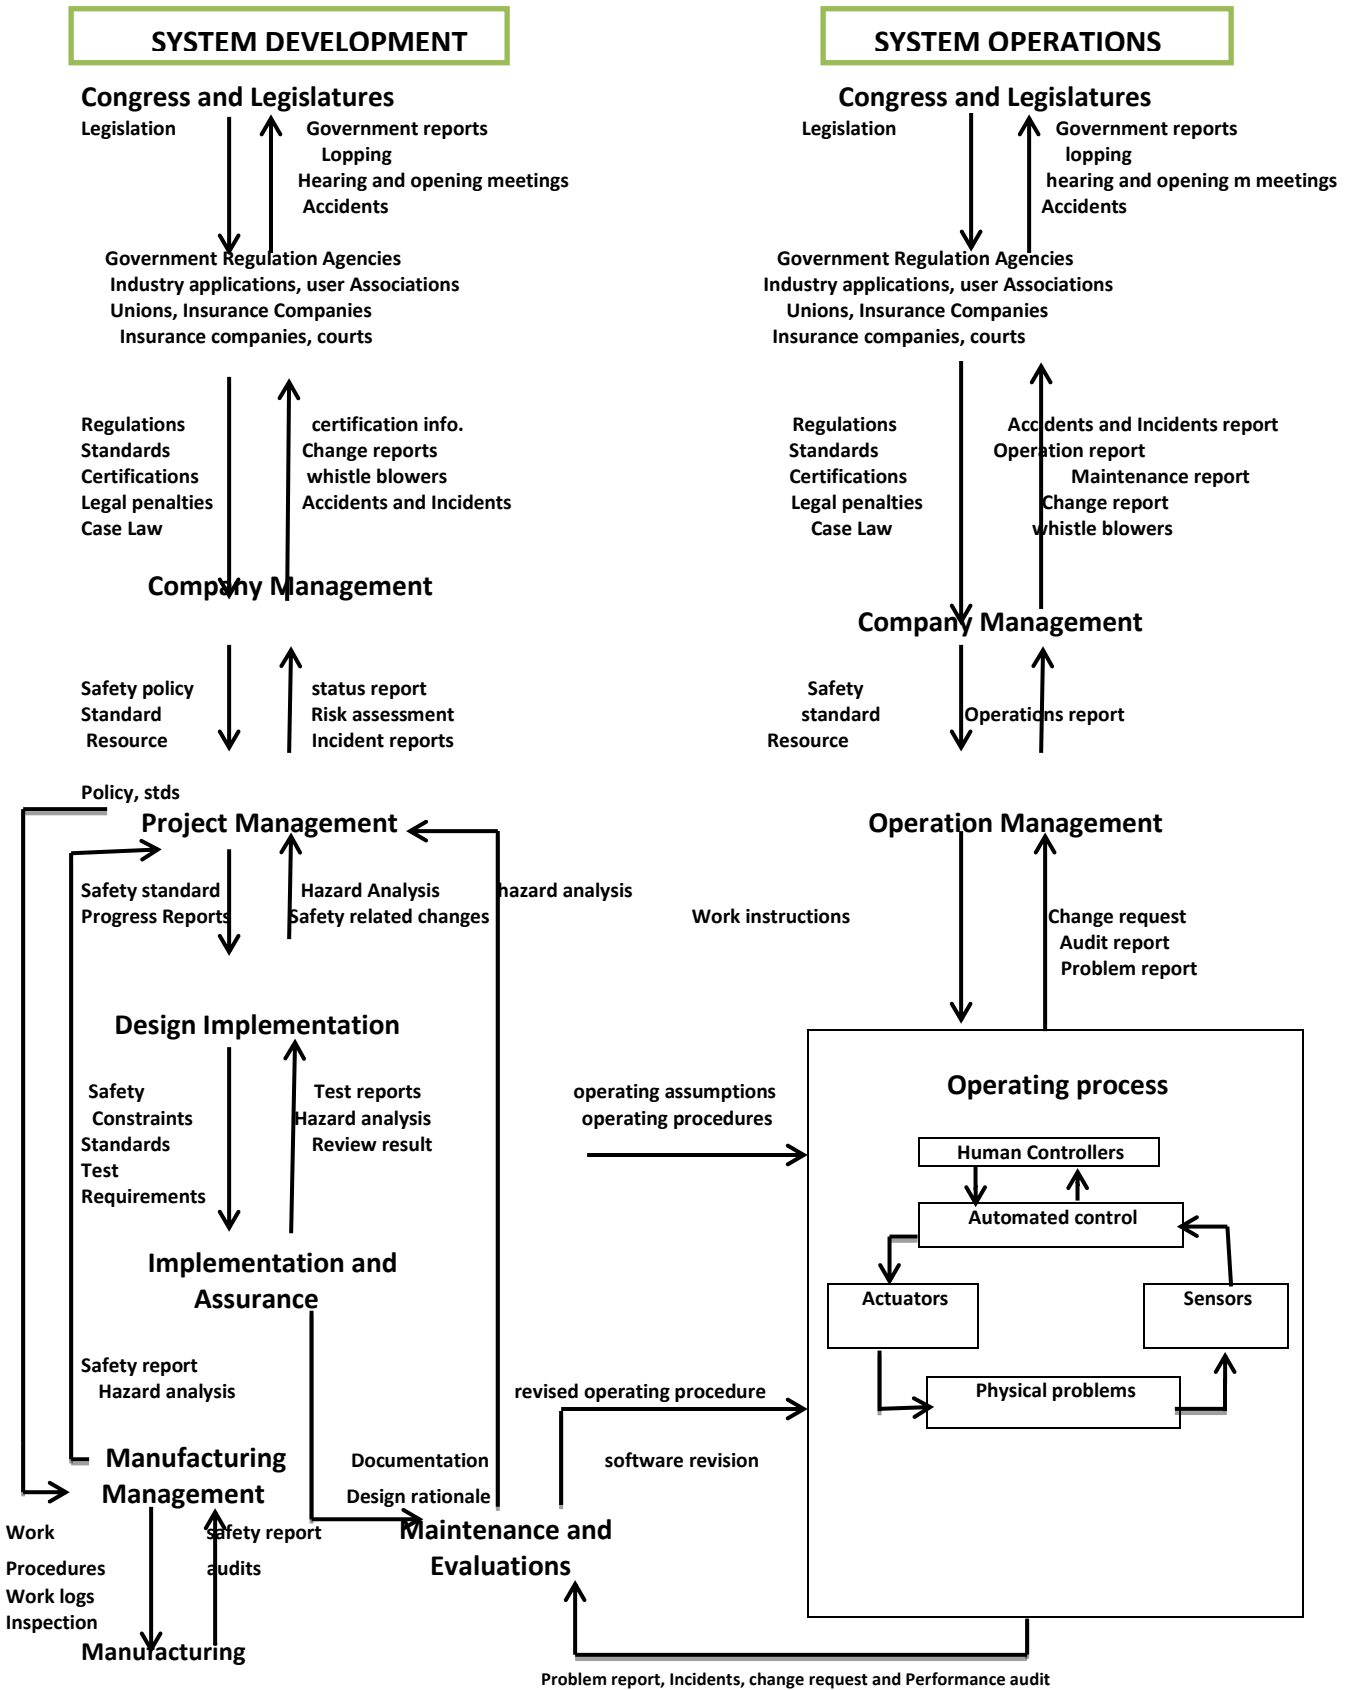 SYSTEM DEVELOPMENT
Congress and Legislatures
Legislation
Government reports
Lopping
Hearing and opening meetings
Accidents
Government Regulation Agencies
Industry applications, user Associations
Unions, Insurance Companies
Insurance companies, courts
Regulations
Standards
Certifications
Legal penalties
Case Law
certification info.
Change reports
whistle blowers
Accidents and Incidents
Company Management
Safety policy
Standard
Resource
status report
Risk assessment
Incident reports
Policy, stds
Project Management
Safety standard
Progress Reports
Hazard Analysis
Safety related changes
hazard analysis
Design Implementation
Safety
Constraints
Standards
Test
Requirements
Test reports
Hazard analysis
Review result
Implementation and
Assurance
Safety report
Hazard analysis
Manufacturing
Management
Documentation
Design rationale
Work
Procedures
Work logs
Inspection
safety report
audits
Manufacturing
Maintenance and
Evaluations
SYSTEM OPERATIONS
Congress and Legislatures
Legislation
Government reports
lopping
hearing and opening m meetings
Accidents
Government Regulation Agencies
Industry applications, user Associations
Unions, Insurance Companies
Insurance companies, courts
Regulations
Standards
Certifications
Legal penalties
Case Law
Accidents and Incidents report
Operation report
Maintenance report
Change report
whistle blowers
Company Management
Safety
standard
Resource
Operations report
Operation Management
Work instructions
Change request
Audit report
Problem report
operating assumptions
operating procedures
Operating process
Human Controllers
Automated control
Actuators
Sensors
Physical problems
revised operating procedure
software revision
Problem report, Incidents, change request and Performance audit